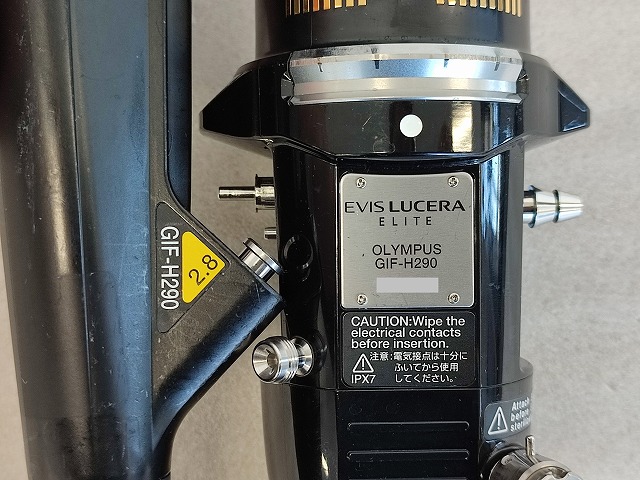 GIF-H290
2.8
EVIS LUCERA
ELITE
OLYMPUS
GIF-H290
CAUTION:Wipe the
electrical contacts
before insertion.
注意:電気接点は十分に
ふいてから使用
してください。
IPX7
Attach
before